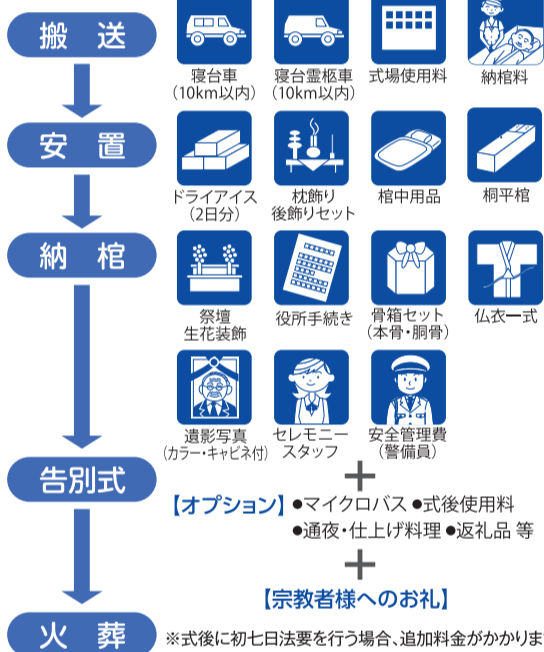 搬 送
寝台車
（10km以内）
寝台霊柩車
（10km以内）
式場使用料
納棺料
安 置
ドライアイス
（2日分）
枕飾り
後飾りセット
棺中用品
桐平棺
納 棺
祭壇
生花装飾
役所手続き
骨箱セット
（本骨・胴骨）
仏衣一式
遺影写真
（カラー・キャビネ付）
セレモニー
スタッフ
安全管理費
（警備員）
告別式
＋
【オプション】 ●マイクロバス ●式後使用料
●通夜・仕上げ料理 ●返礼品 等
＋
【宗教者様へのお礼】
火 葬
※式後に初七日法要を行う場合、追加料金がかかりま